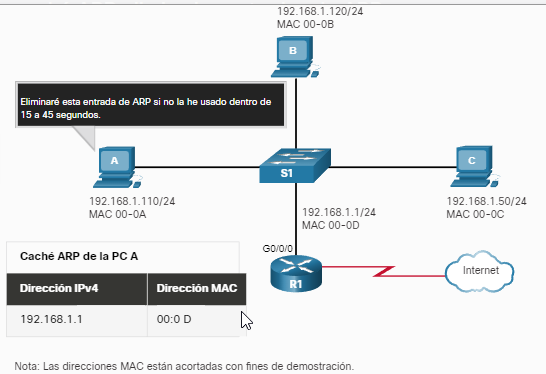 192.168.1.120/24
MAC 00-0B
B
Eliminaré esta entrada de ARP si no la he usado dentro de
15 a 45 segundos.
A
S1
C
192.168.1.110/24
MAC 00-0A
192.168.1.50/24
MAC 00-0C
192.168.1.1/24
MAC 00-0D
G0/0/0
R1
Internet
Caché ARP de la PC A
Dirección IPv4 Dirección MAC
192.168.1.1 00:0 D
Nota: Las direcciones MAC están acortadas con fines de demostración.